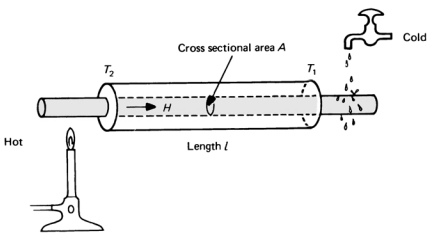 Cold
Cross sectional area A
T₂
T₁
H
Hot
Length l